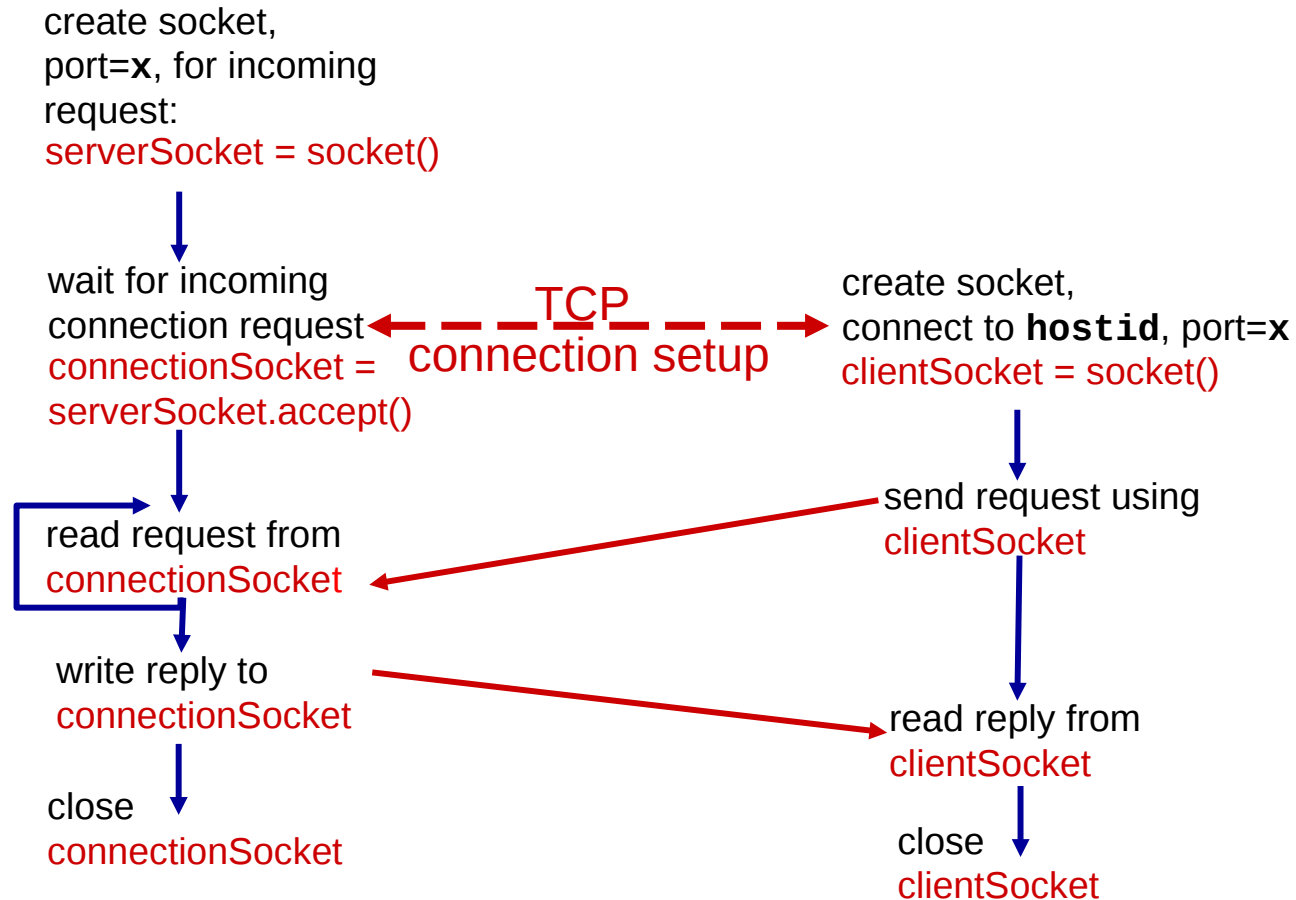 create socket,
port=x, for incoming
request:
serverSocket = socket()
wait for incoming
connection request
connectionSocket =
serverSocket.accept()
TCP
connection setup
create socket,
connect to hostid, port=x
clientSocket = socket()
send request using
clientSocket
read request from
connectionSocket
write reply to
connectionSocket
read reply from
clientSocket
close
connectionSocket
close
clientSocket